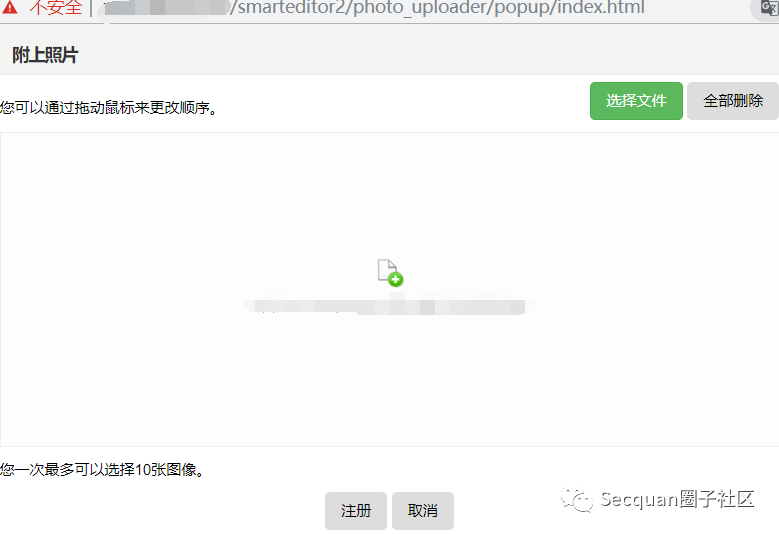 不安全 | /smarteditor2/photo_uploader/popup/index.html
附上照片
您可以通过拖动鼠标来更改顺序。
选择文件 全部删除
您一次最多可以选择10张图像。
注册 取消
Secquan圈子社区